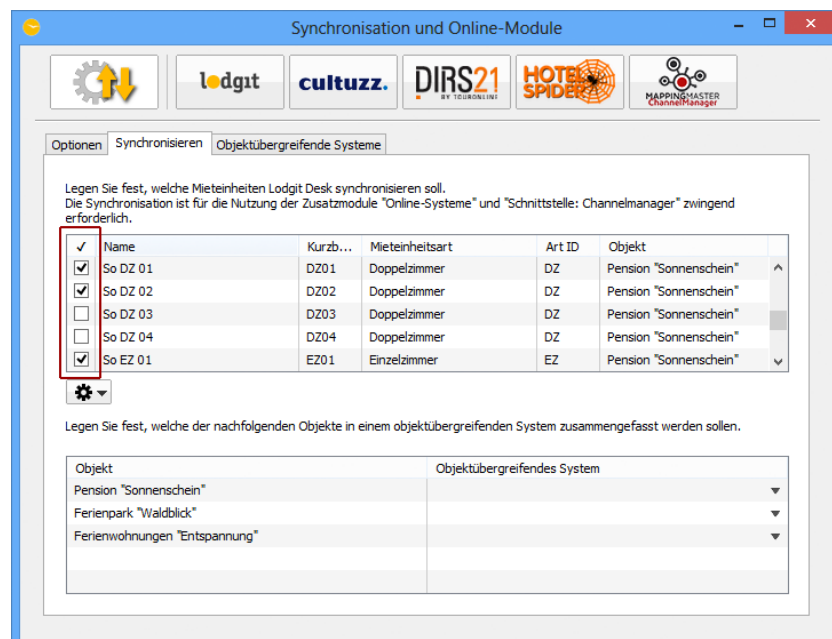 Synchronisation und Online-Module
lodgit
cultuzz.
DIRS21
BY TOURONLINE
HOTEL
SPIDER
MAPPINGMASTER
ChannelManager
Optionen Synchronisieren Objektübergreifende Systeme
Legen Sie fest, welche Mieteinheiten Lodgit Desk synchronisieren soll.
Die Synchronisation ist für die Nutzung der Zusatzmodule "Online-Systeme" und "Schnittstelle: Channelmanager" zwingend
erforderlich.
✓ Name Kurzb... Mieteinheitsart Art ID Objekt
So DZ 01 DZ01 Doppelzimmer DZ Pension "Sonnenschein"
So DZ 02 DZ02 Doppelzimmer DZ Pension "Sonnenschein"
So DZ 03 DZ03 Doppelzimmer DZ Pension "Sonnenschein"
So DZ 04 DZ04 Doppelzimmer DZ Pension "Sonnenschein"
So EZ 01 EZ01 Einzelzimmer EZ Pension "Sonnenschein"
Legen Sie fest, welche der nachfolgenden Objekte in einem objektübergreifenden System zusammengefasst werden sollen.
Objekt Objektübergreifendes System
Pension "Sonnenschein"
Ferienpark "Waldblick"
Ferienwohnungen "Entspannung"